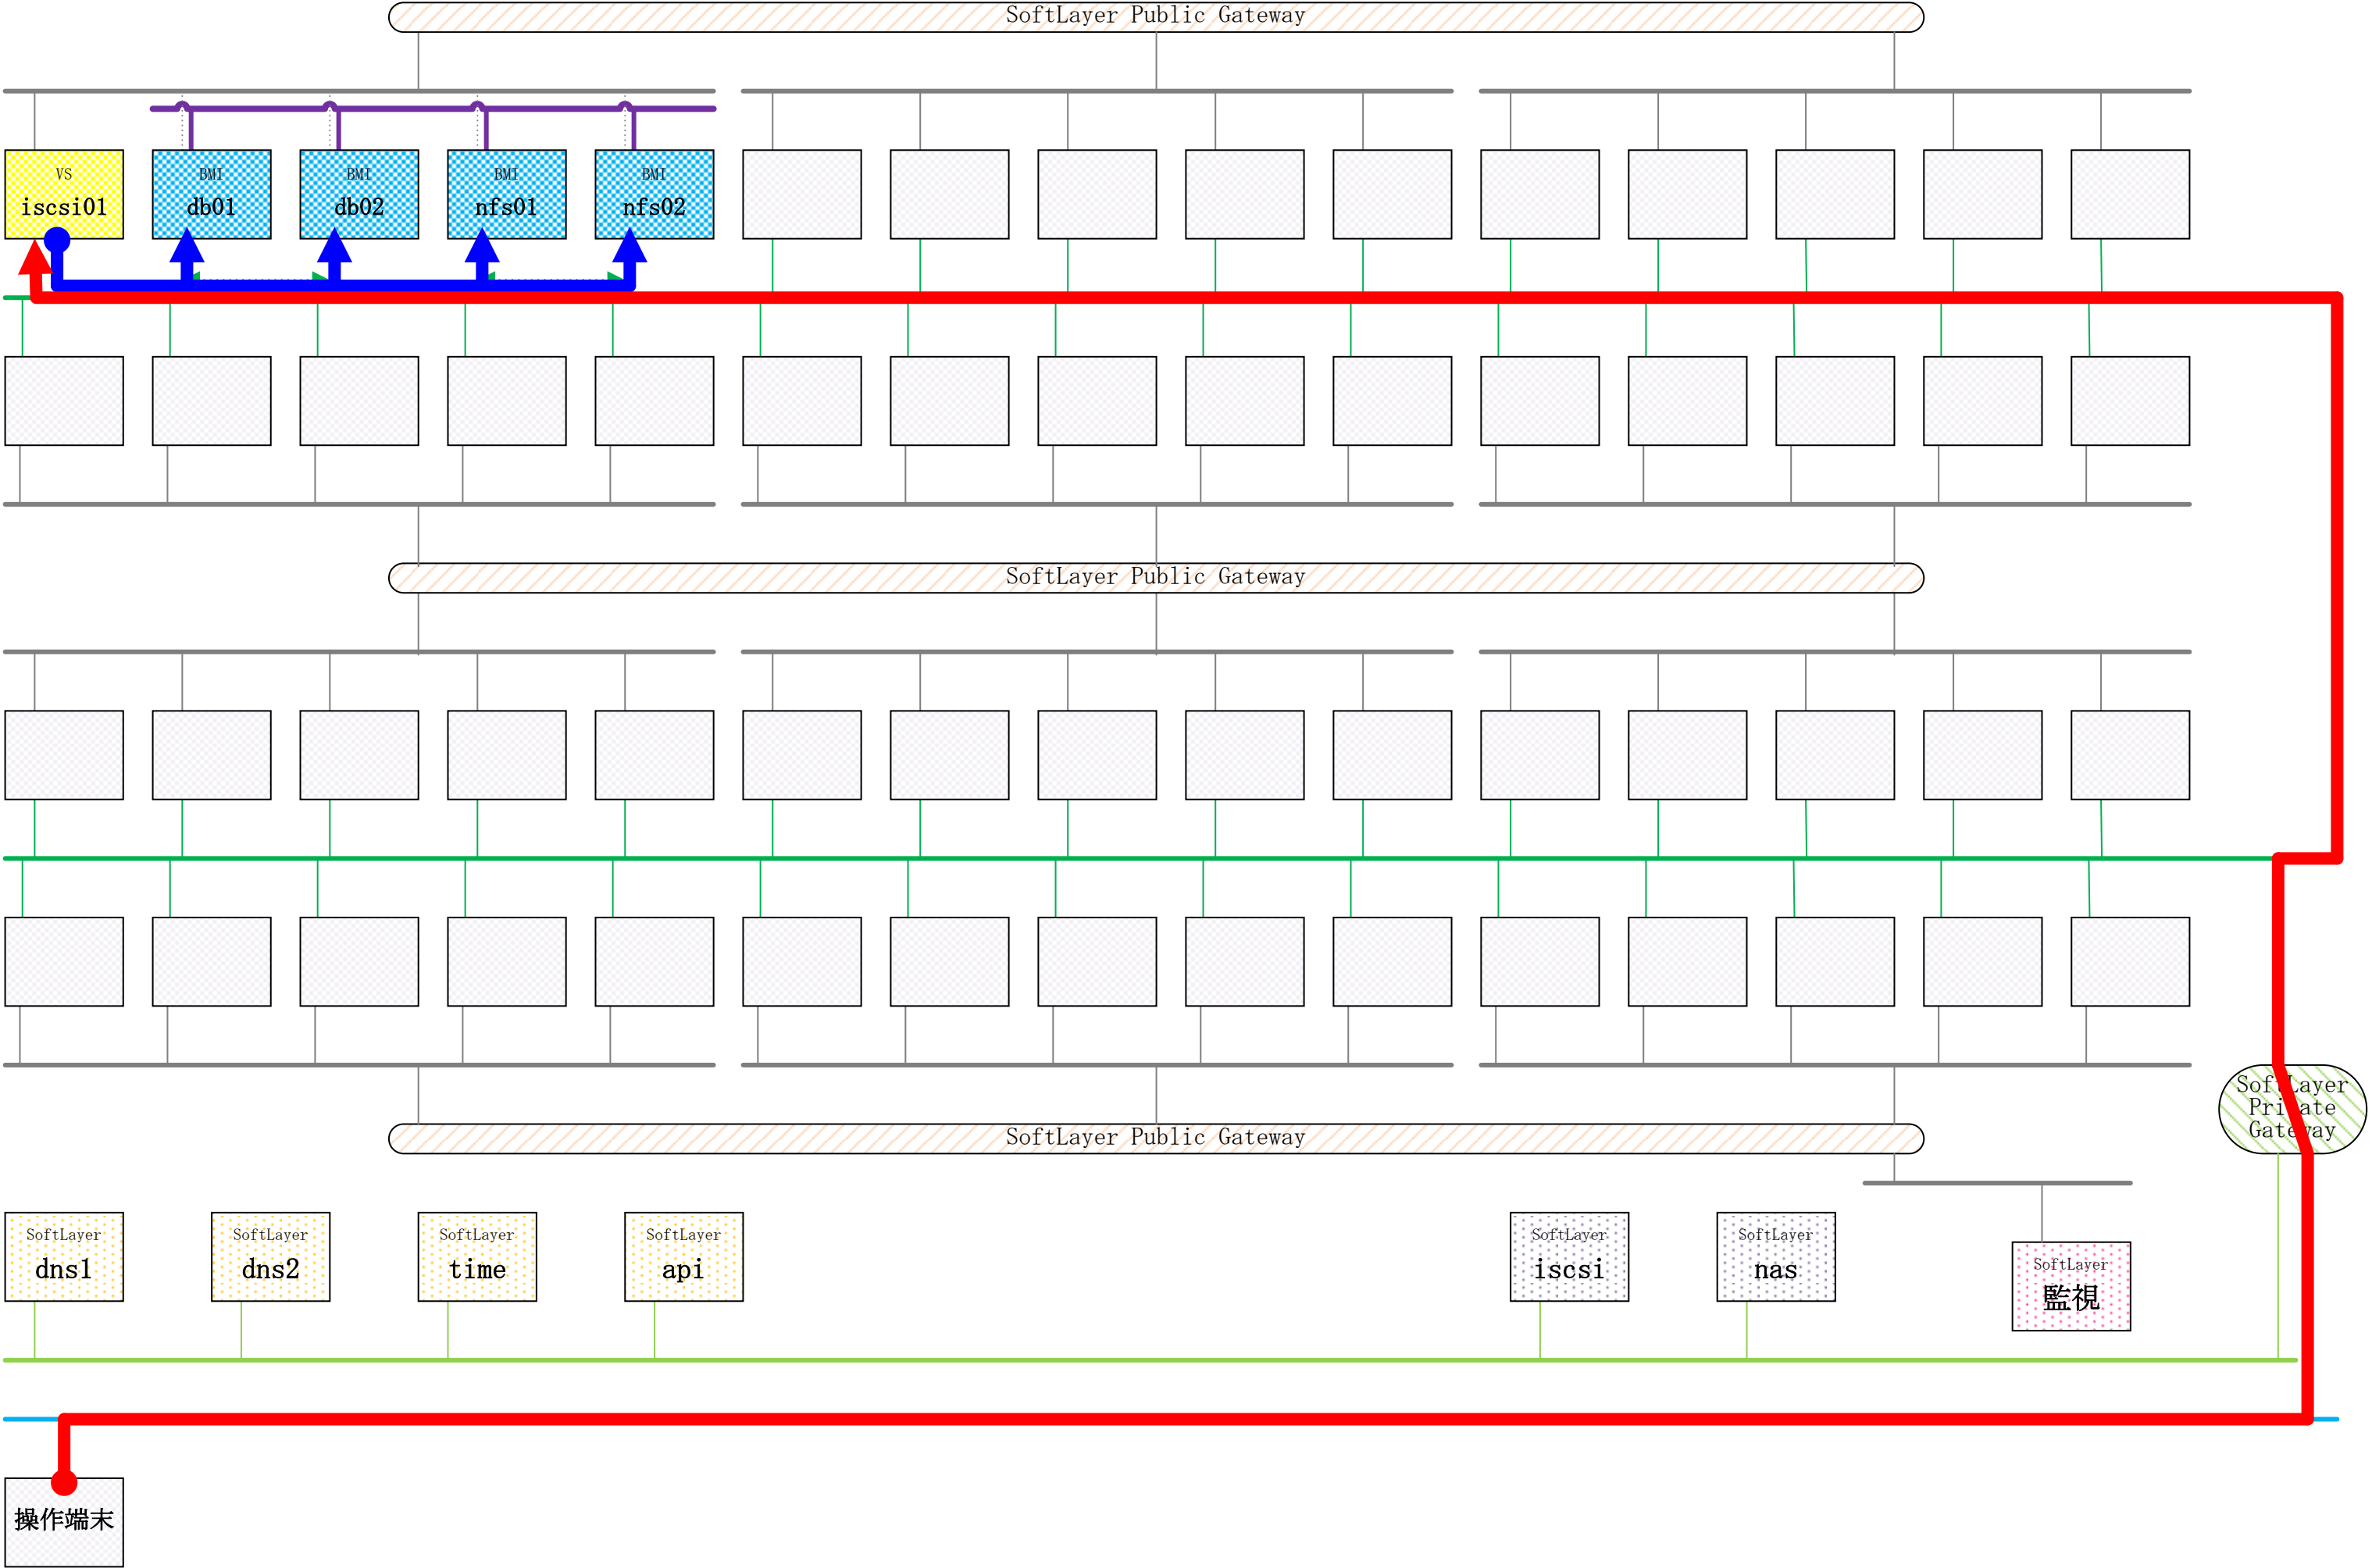 SoftLayer Public Gateway
VS
iscsi01
BMI
db01
BMI
db02
BMI
nfs01
BMI
nfs02
SoftLayer Public Gateway
SoftLayer
Private
Gateway
SoftLayer Public Gateway
SoftLayer
dns1
SoftLayer
dns2
SoftLayer
time
SoftLayer
api
SoftLayer
iscsi
SoftLayer
nas
SoftLayer
監視
操作端末